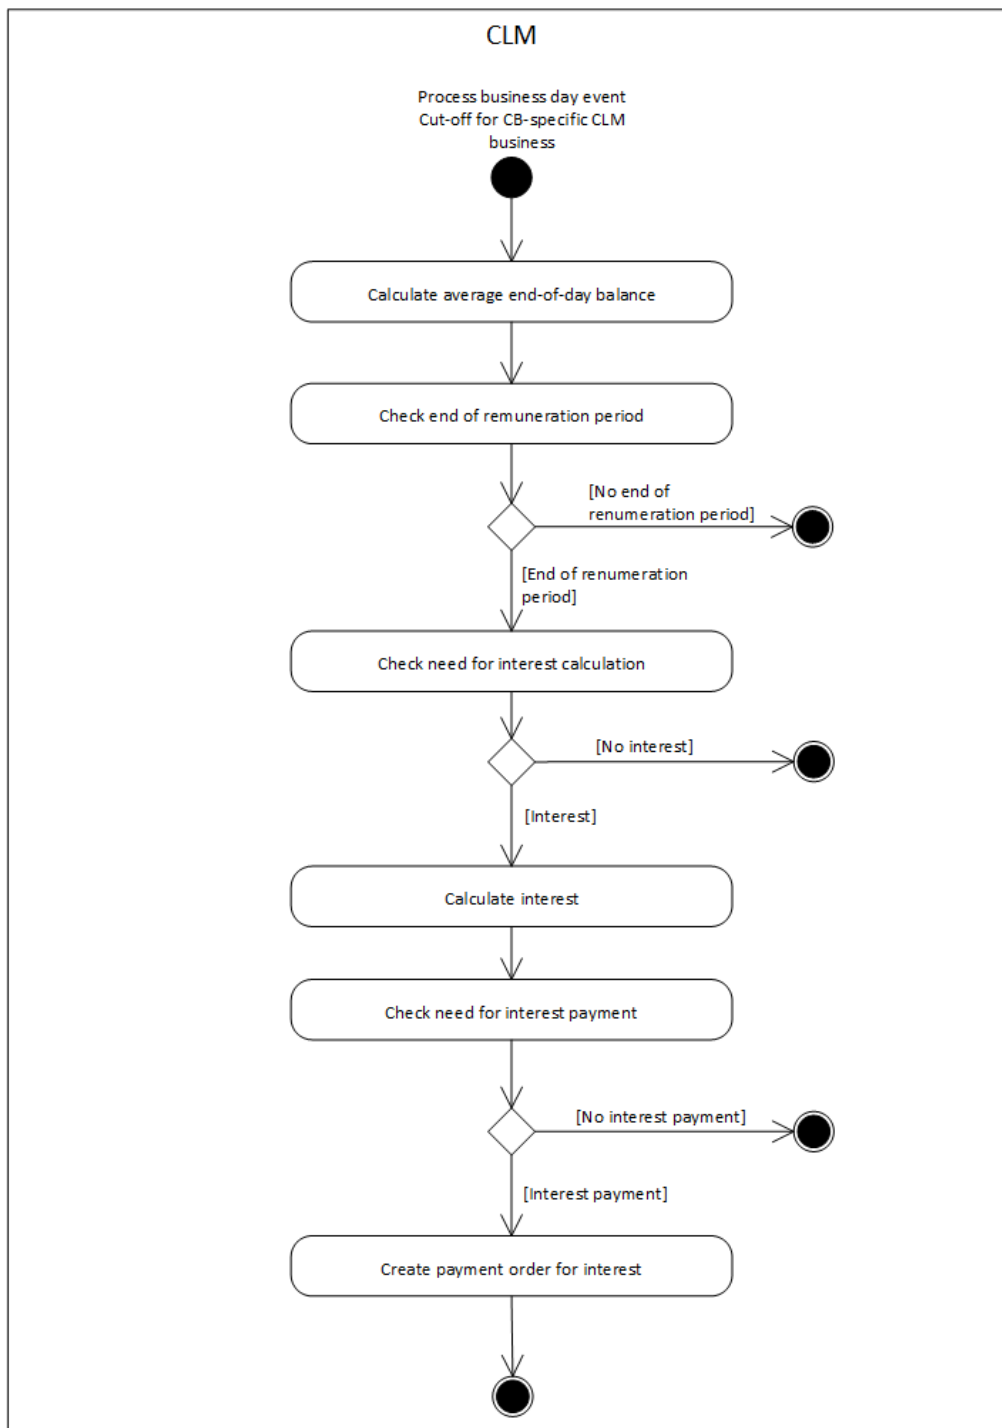 CLM
Process business day event
Cut-off for CB-specific CLM
business
Calculate average end-of-day balance
Check end of remuneration period
[No end of
renumeration period]
[End of renumeration
period]
Check need for interest calculation
[No interest]
[Interest]
Calculate interest
Check need for interest payment
[No interest payment]
[Interest payment]
Create payment order for interest